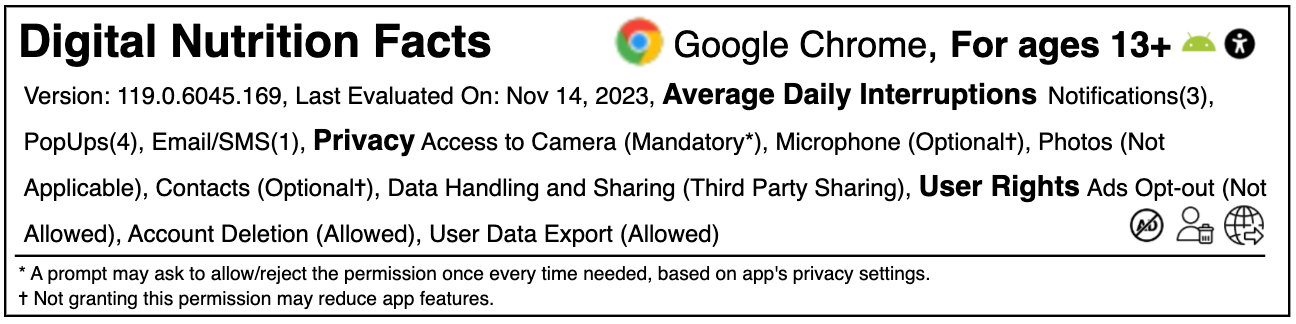 Digital Nutrition Facts Google Chrome, For ages 13+
Version: 119.0.6045.169, Last Evaluated On: Nov 14, 2023, Average Daily Interruptions Notifications(3),
PopUps(4), Email/SMS(1), Privacy Access to Camera (Mandatory*), Microphone (Optional†), Photos (Not
Applicable), Contacts (Optional†), Data Handling and Sharing (Third Party Sharing), User Rights Ads Opt-out (Not
Allowed), Account Deletion (Allowed), User Data Export (Allowed) AD
* A prompt may ask to allow/reject the permission once every time needed, based on app's privacy settings.
† Not granting this permission may reduce app features.